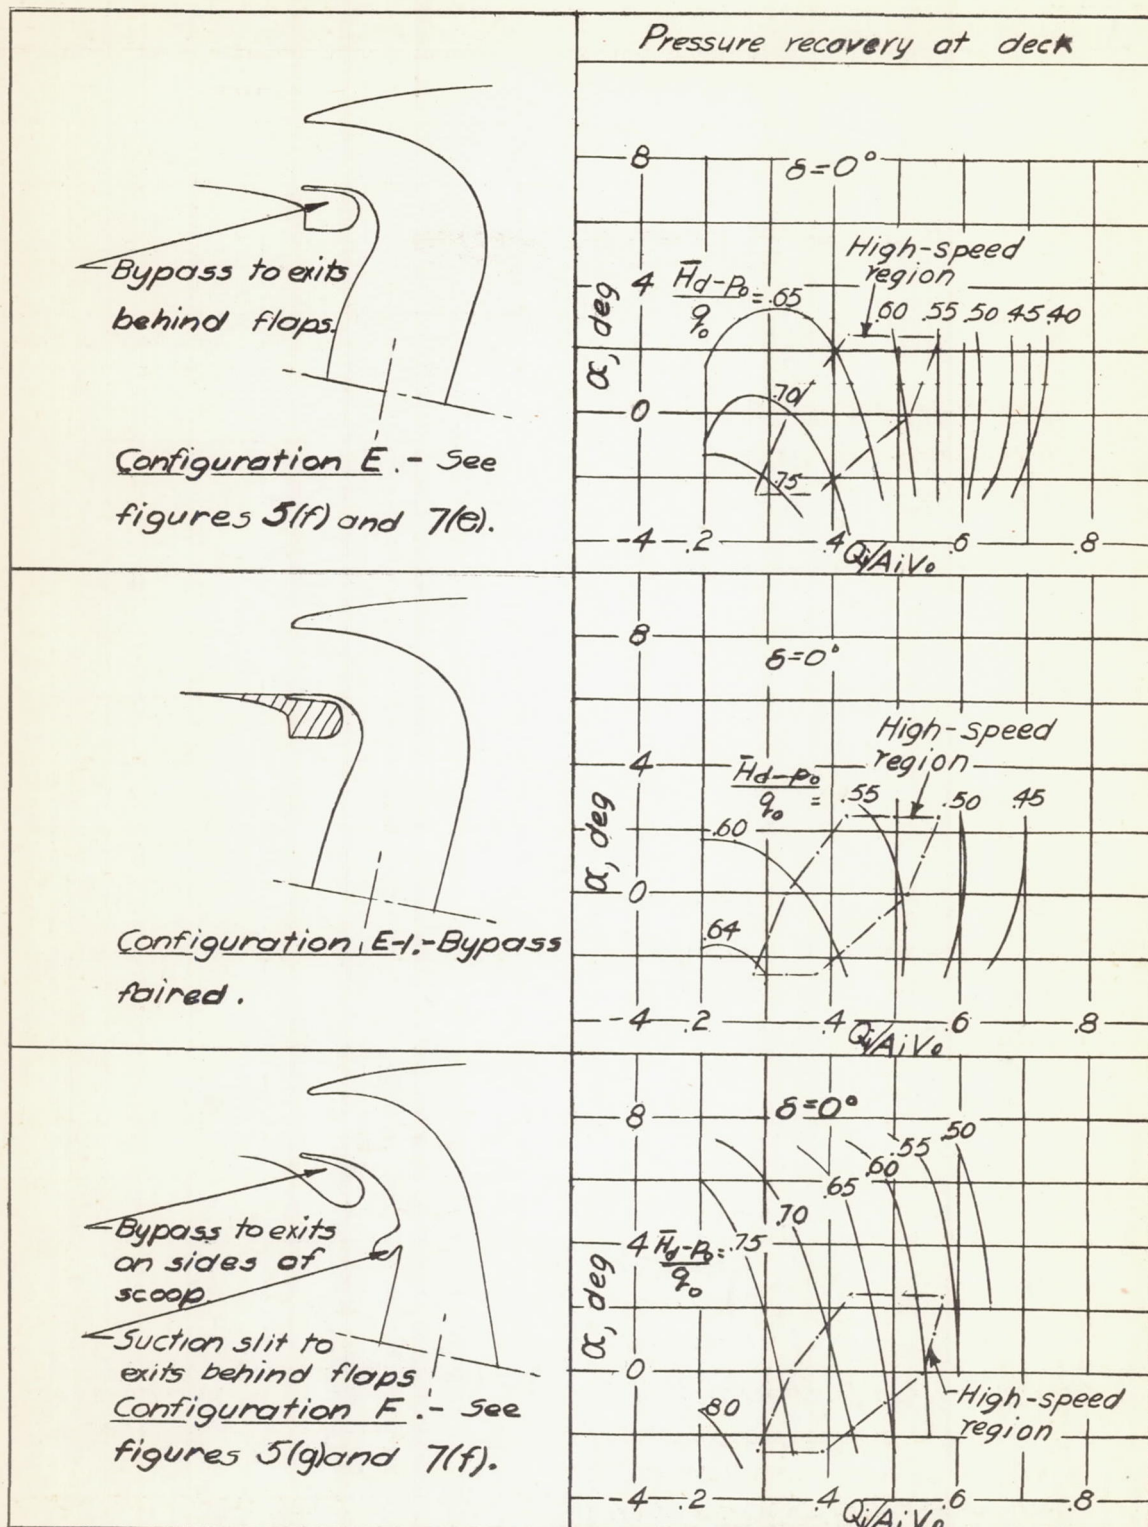 Pressure recovery at deck
Bypass to exits
behind flaps.
Configuration E.- See
figures 5(f) and 7(e).
8
δ=0°
High-speed
region
4
H̅d-p₀
q₀
=.65
.60 .55 .50 .45 .40
α, deg
.70
0
.75
-4 .2 .4 .6 .8
Qi/AiV₀
Configuration E-1.-Bypass
faired.
8
δ=0°
High-speed
region
4
H̅d-p₀
q₀
=
.55 .50 .45
.60
α, deg
0
.64
-4 .2 .4 .6 .8
Qi/AiV₀
Bypass to exits
on sides of
scoop.
Suction slit to
exits behind flaps
Configuration F.- See
figures 5(g) and 7(f).
8
δ=0°
.50
.55
.60
.65
.70
4
H̅d-p₀
q₀
=.75
α, deg
0
High-speed
region
.80
-4 .2 .4 .6 .8
Qi/AiV₀